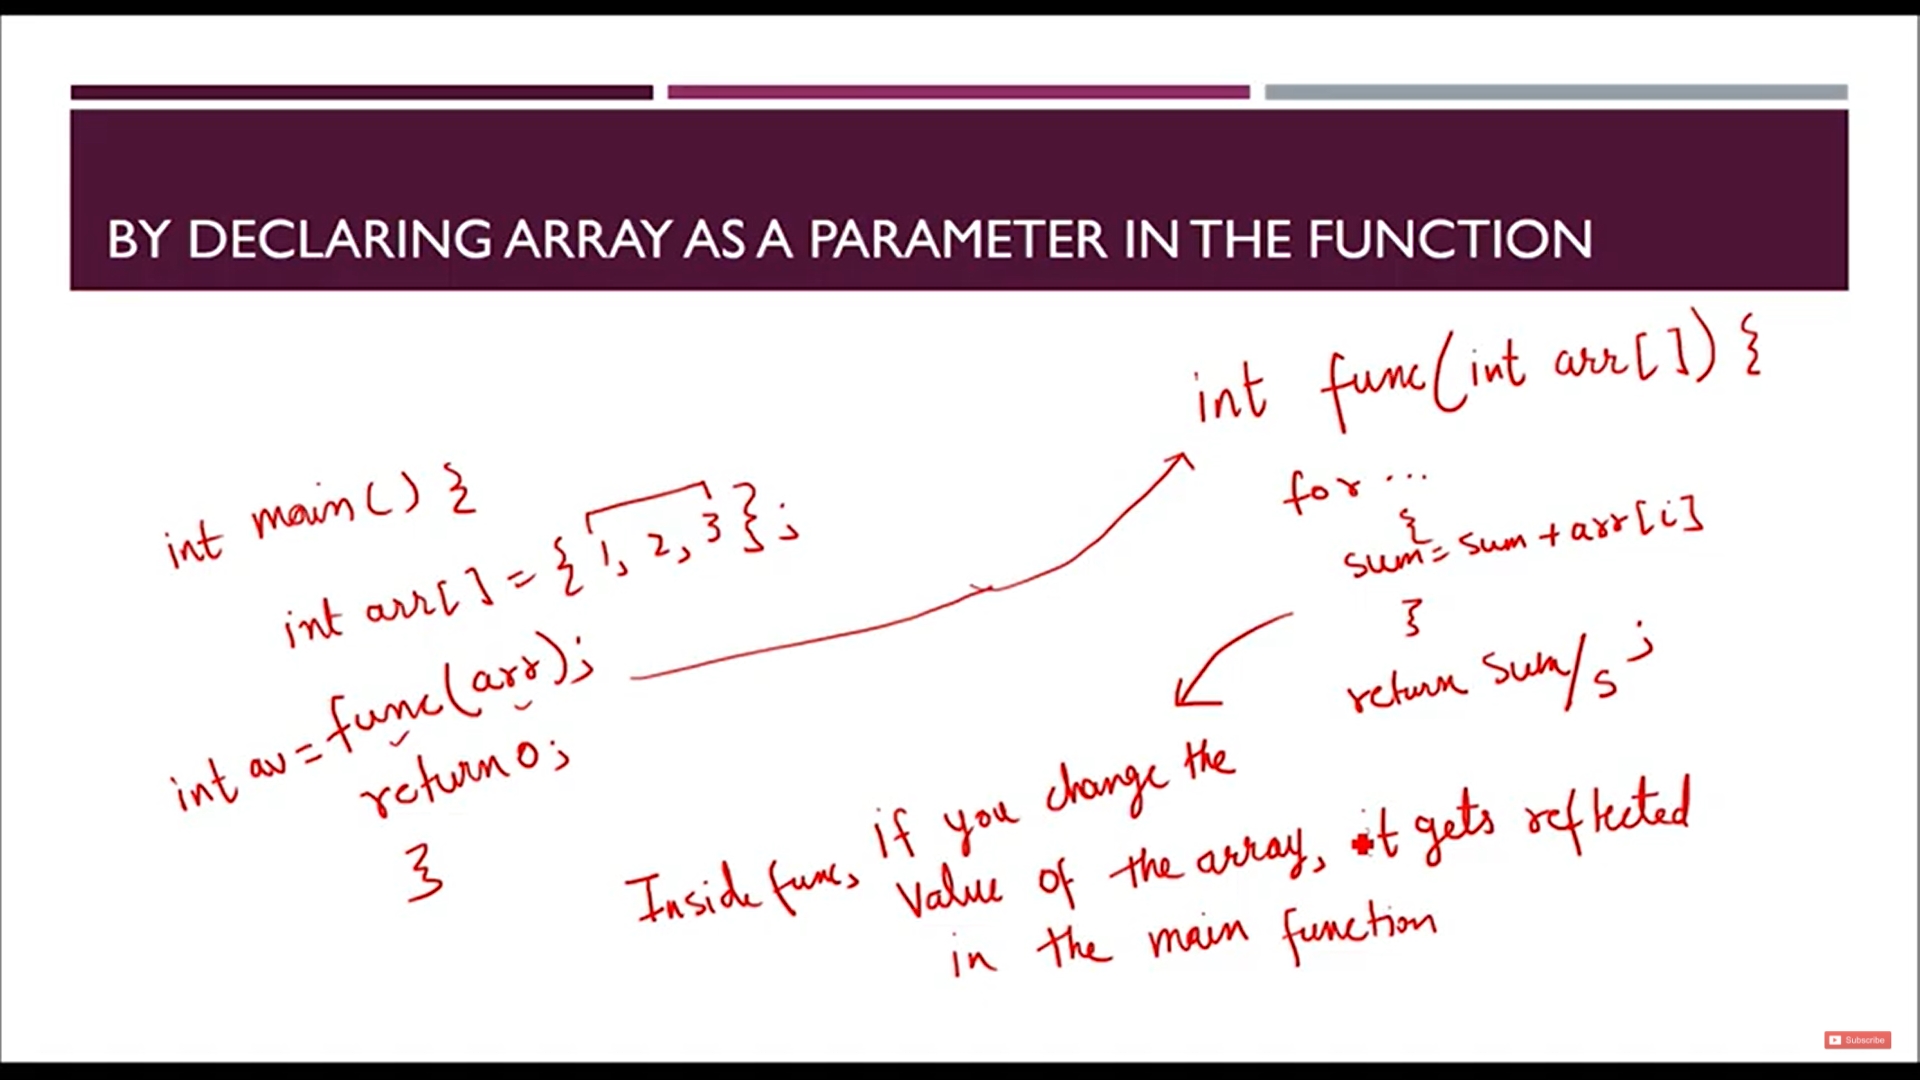 BY DECLARING ARRAY AS A PARAMETER IN THE FUNCTION
int main() {
int arr[] = {1, 2, 3};
int av = func(arr);
return 0;
}
int func(int arr[]) {
for ...
{
sum = sum + arr[i]
}
return sum/s;
Inside func, if you change the
value of the array, it gets reflected
in the main function
Subscribe